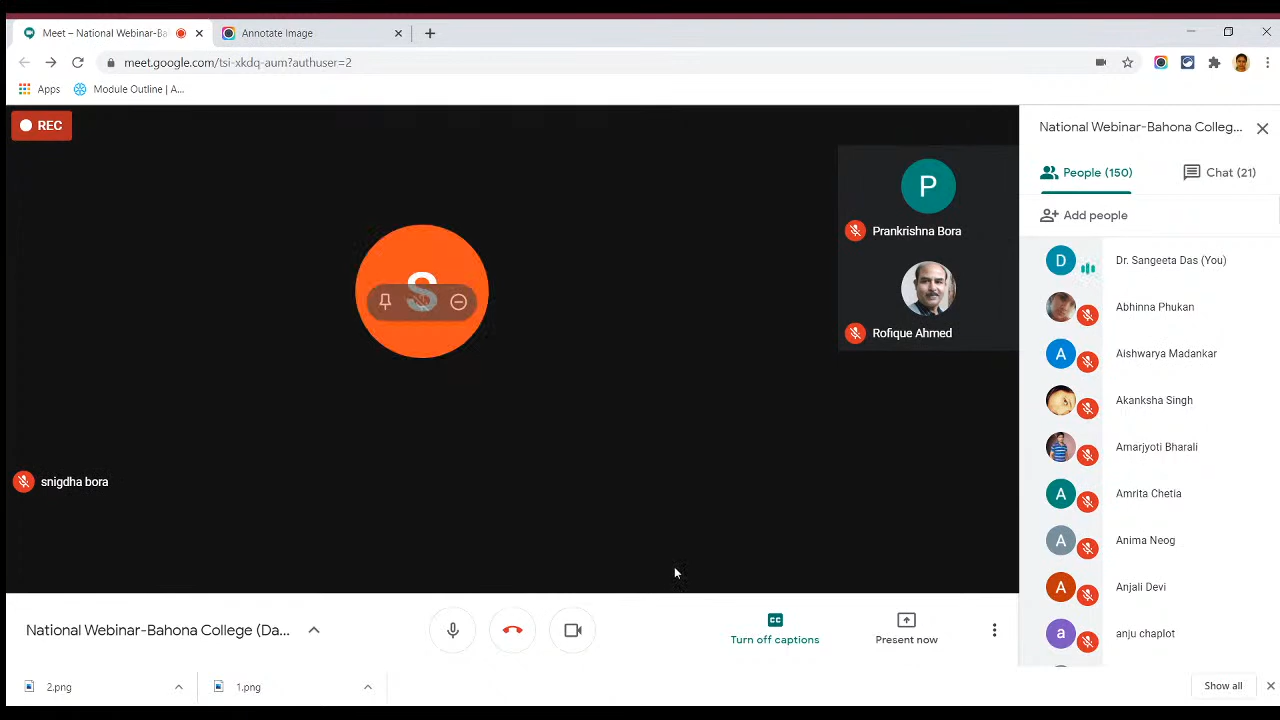 Meet – National Webinar-Ba
Annotate Image
meet.google.com/tsi-xkdq-aum?authuser=2
Apps
Module Outline | A...
REC
S
P
Prankrishna Bora
Rofique Ahmed
snigdha bora
National Webinar-Bahona Colleg...
People (150)
Chat (21)
Add people
D
Dr. Sangeeta Das (You)
Abhinna Phukan
A
Aishwarya Madankar
Akanksha Singh
Amarjyoti Bharali
A
Amrita Chetia
A
Anima Neog
A
Anjali Devi
a
anju chaplot
National Webinar-Bahona College (Da...
CC
Turn off captions
Present now
2.png
1.png
Show all